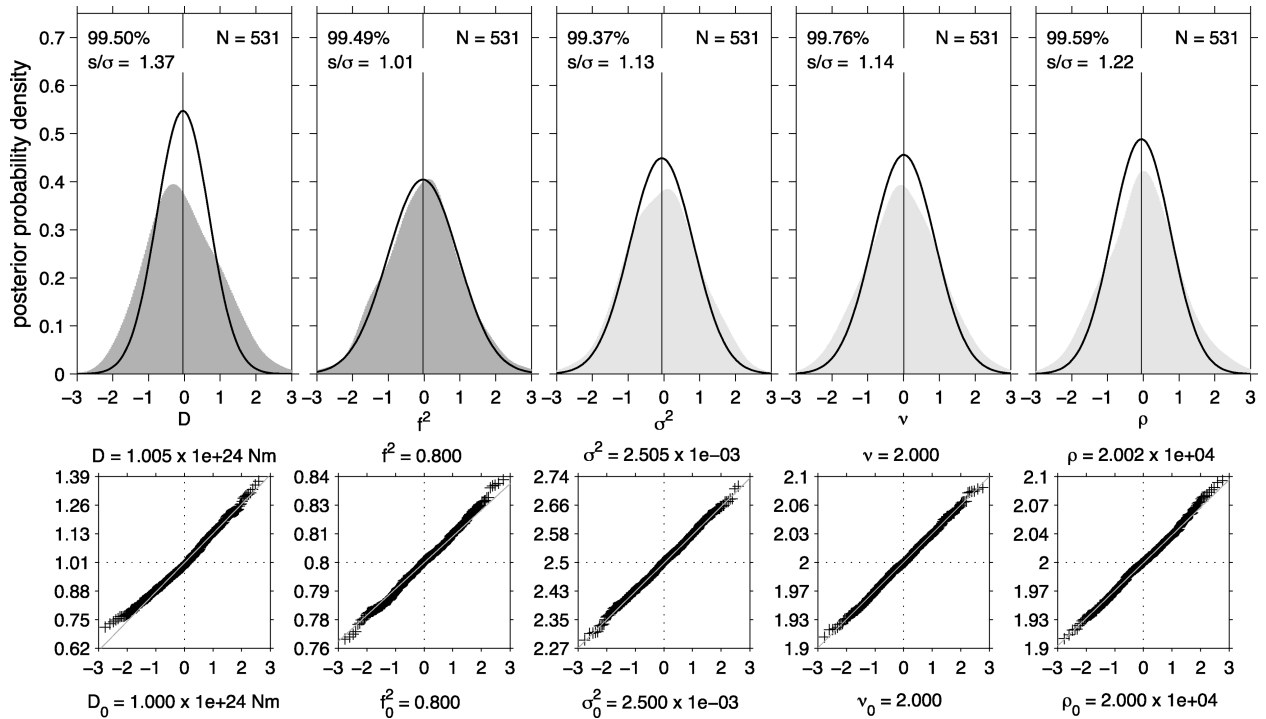 99.50% N = 531
s/σ = 1.37
99.49% N = 531
s/σ = 1.01
99.37% N = 531
s/σ = 1.13
99.76% N = 531
s/σ = 1.14
99.59% N = 531
s/σ = 1.22
posterior probability density
0.7
0.6
0.5
0.4
0.3
0.2
0.1
0
−3 −2 −1 0 1 2 3
−3 −2 −1 0 1 2 3
−3 −2 −1 0 1 2 3
−3 −2 −1 0 1 2 3
−3 −2 −1 0 1 2 3
D
f²
σ²
ν
ρ
D = 1.005 x 1e+24 Nm
f² = 0.800
σ² = 2.505 x 1e−03
ν = 2.000
ρ = 2.002 x 1e+04
1.39
1.26
1.13
1.01
0.88
0.75
0.62
0.84
0.83
0.81
0.8
0.79
0.78
0.76
2.74
2.66
2.58
2.5
2.43
2.35
2.27
2.1
2.06
2.03
2
1.97
1.93
1.9
2.1
2.07
2.04
2
1.97
1.93
1.9
−3 −2 −1 0 1 2 3
−3 −2 −1 0 1 2 3
−3 −2 −1 0 1 2 3
−3 −2 −1 0 1 2 3
−3 −2 −1 0 1 2 3
D₀ = 1.000 x 1e+24 Nm
f₀² = 0.800
σ₀² = 2.500 x 1e−03
ν₀ = 2.000
ρ₀ = 2.000 x 1e+04